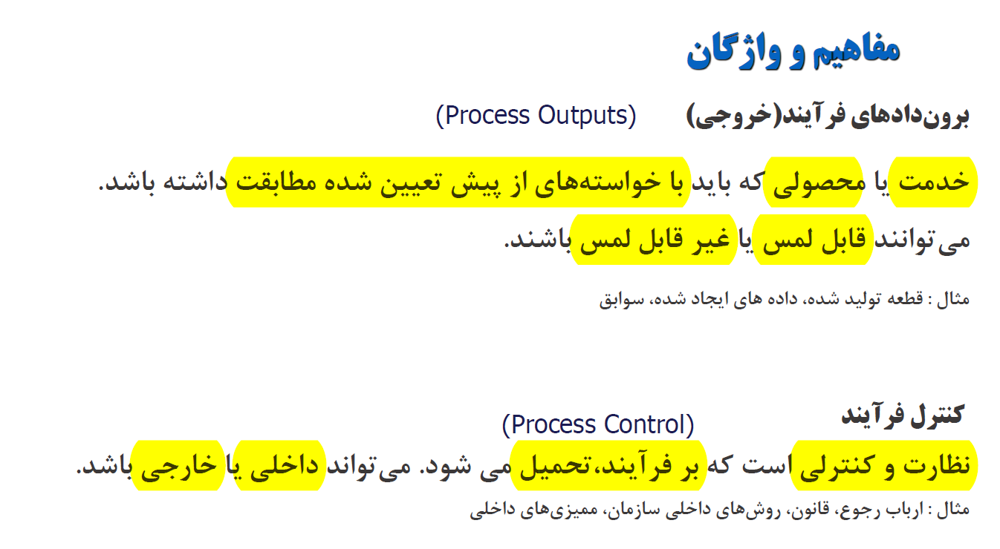 مفاهیم و واژگان
برون‌دادهای فرآیند(خروجی) (Process Outputs)
خدمت یا محصولی که باید با خواسته‌های از پیش تعیین شده مطابقت داشته باشد.
می‌توانند قابل لمس یا غیر قابل لمس باشند.
مثال : قطعه تولید شده، داده های ایجاد شده، سوابق
کنترل فرآیند (Process Control)
نظارت و کنترلی است که بر فرآیند،تحمیل می شود. می‌تواند داخلی یا خارجی باشد.
مثال : ارباب رجوع، قانون، روش‌های داخلی سازمان، ممیزی‌های داخلی